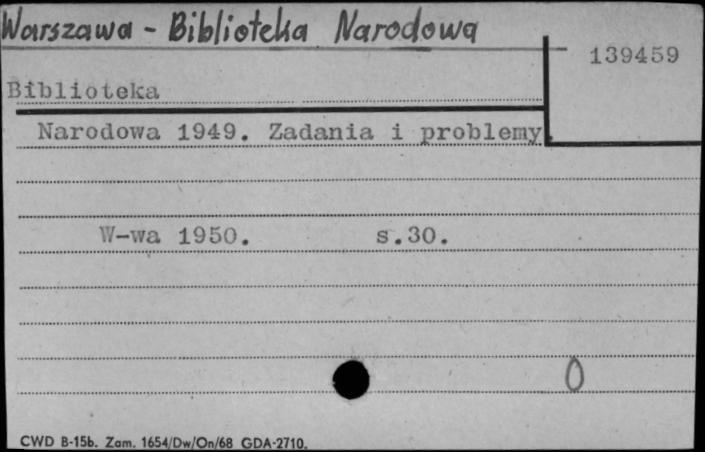 Warszawa - Biblioteka Narodowa
139459
Biblioteka
Narodowa 1949. Zadania i problemy.
W-wa 1950. s.30.
0
CWD B-15b. Zam. 1654/Dw/On/68 GDA-2710.